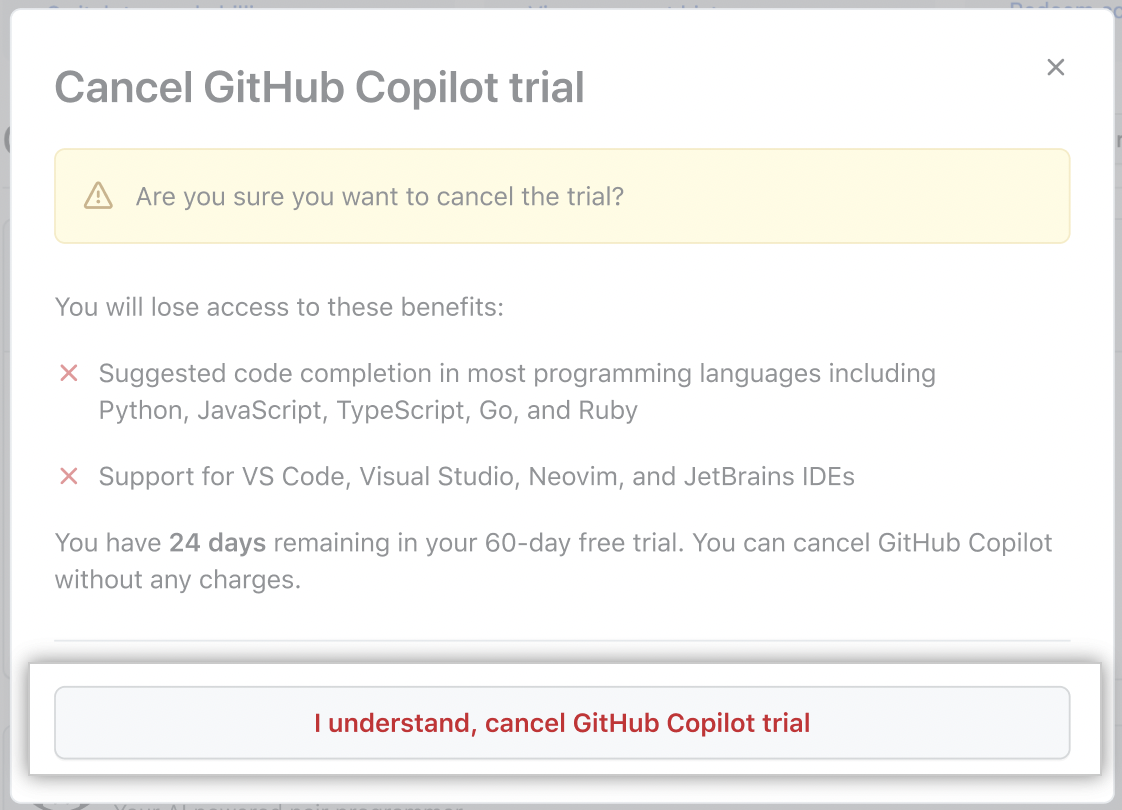 Cancel GitHub Copilot trial
Are you sure you want to cancel the trial?
You will lose access to these benefits:
Suggested code completion in most programming languages including
Python, JavaScript, TypeScript, Go, and Ruby
Support for VS Code, Visual Studio, Neovim, and JetBrains IDEs
You have 24 days remaining in your 60-day free trial. You can cancel GitHub Copilot
without any charges.
I understand, cancel GitHub Copilot trial